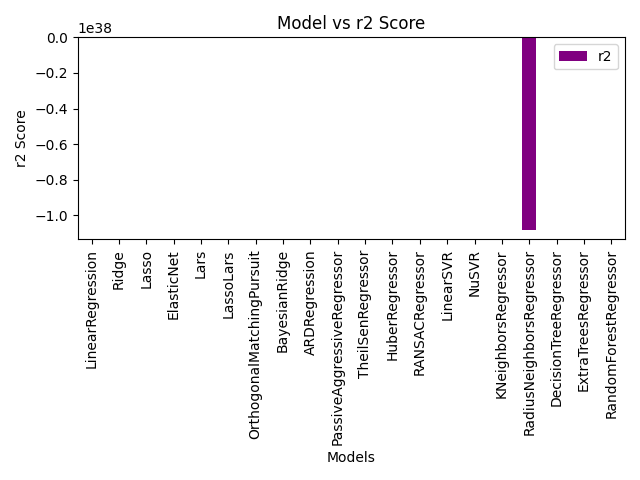 Model vs r2 Score
1e38
0.0
−0.2
−0.4
−0.6
−0.8
−1.0
r2 Score
r2
LinearRegression
Ridge
Lasso
ElasticNet
Lars
LassoLars
OrthogonalMatchingPursuit
BayesianRidge
ARDRegression
PassiveAggressiveRegressor
TheilSenRegressor
HuberRegressor
RANSACRegressor
LinearSVR
NuSVR
KNeighborsRegressor
RadiusNeighborsRegressor
DecisionTreeRegressor
ExtraTreesRegressor
RandomForestRegressor
Models